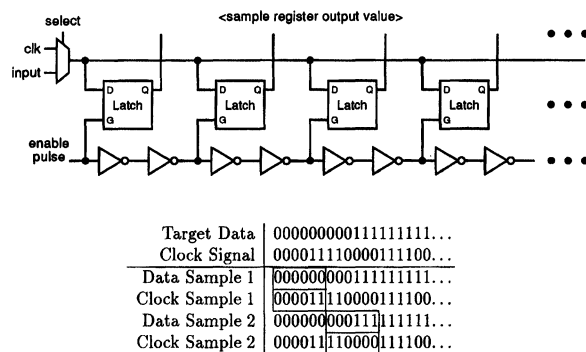 select
<sample register output value>
clk
input
D Q
Latch
G
D Q
Latch
G
D Q
Latch
G
D Q
Latch
G
enable
pulse
Target Data 000000000111111111...
Clock Signal 000011110000111100...
Data Sample 1 000000000111111111...
Clock Sample 1 000011110000111100...
Data Sample 2 000000000111111111...
Clock Sample 2 000011110000111100...